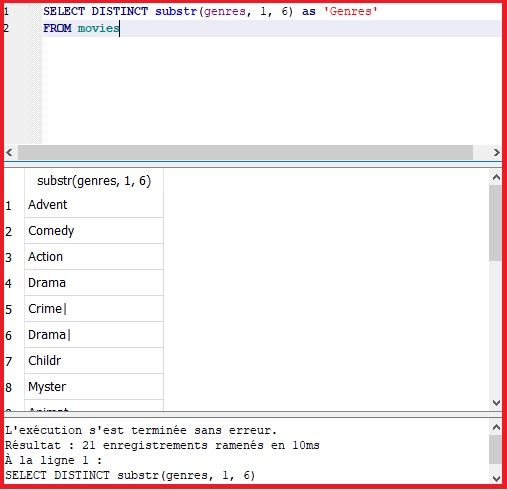 1 SELECT DISTINCT substr(genres, 1, 6) as 'Genres'
2 FROM movies
substr(genres, 1, 6)
1 Advent
2 Comedy
3 Action
4 Drama
5 Crime|
6 Drama|
7 Childr
8 Myster
9 Animat
L'exécution s'est terminée sans erreur.
Résultat : 21 enregistrements ramenés en 10ms
À la ligne 1 :
SELECT DISTINCT substr(genres, 1, 6)